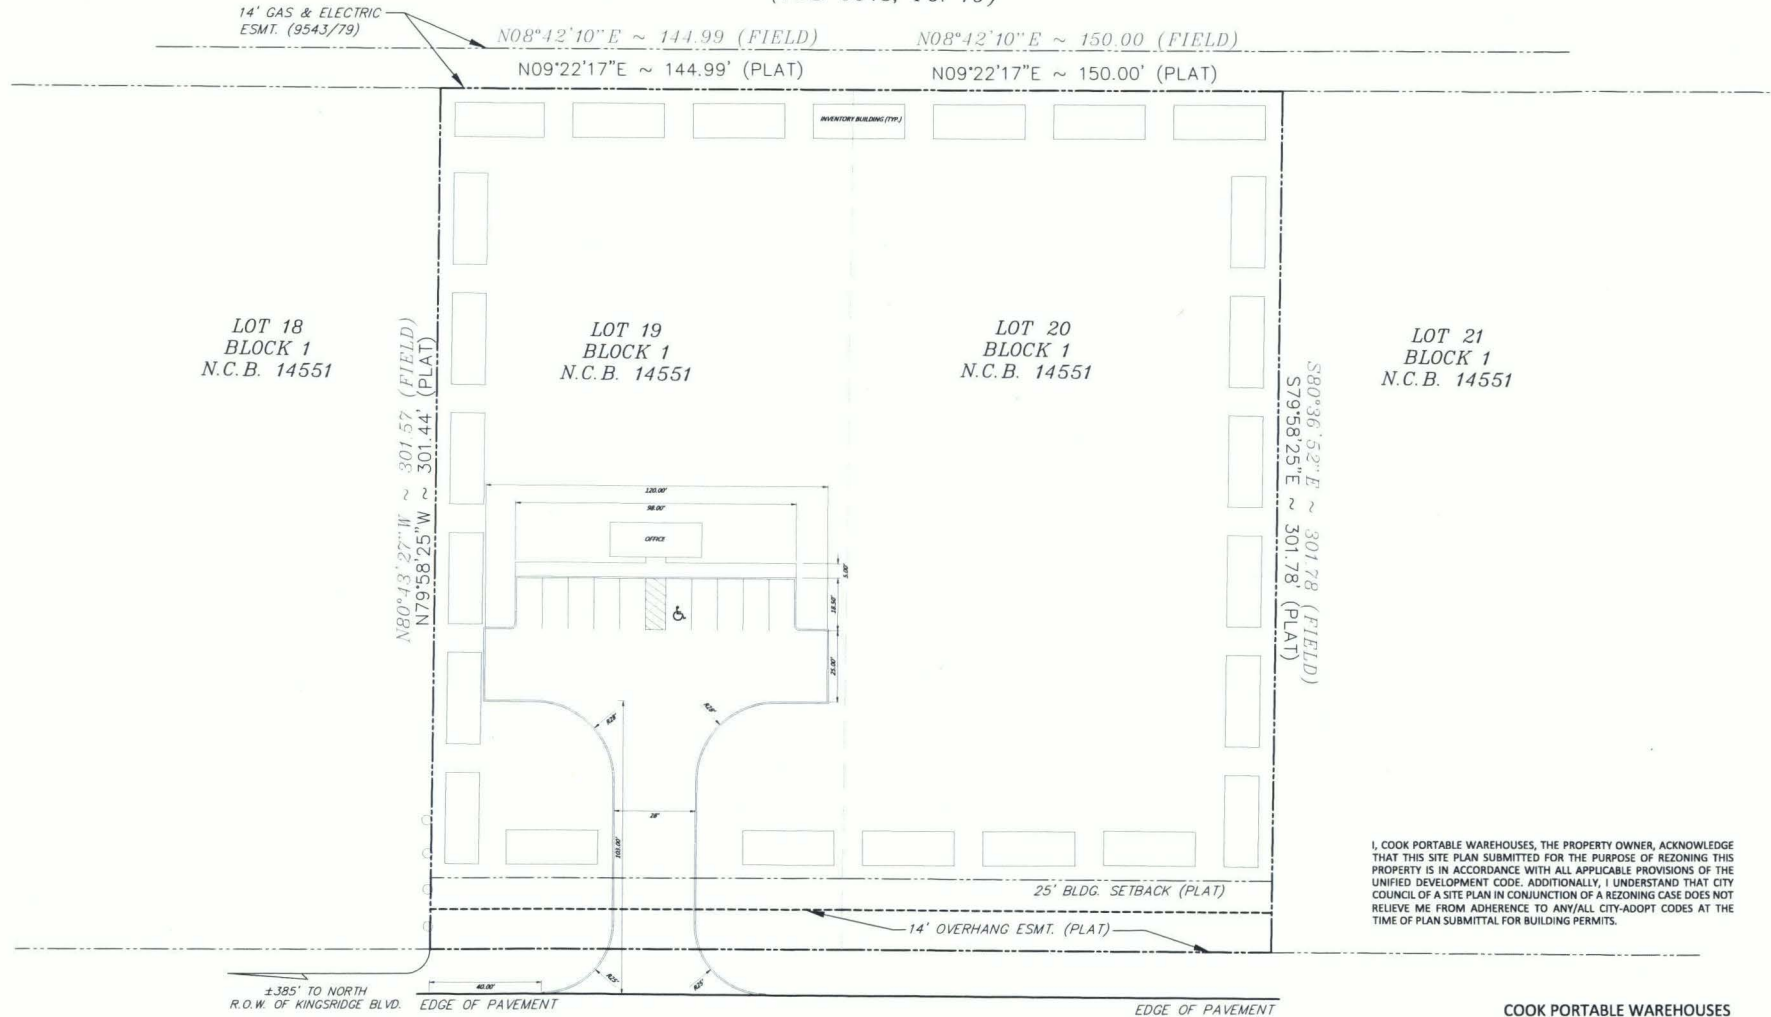 14' GAS & ELECTRIC
ESMT. (9543/79)
N08°42'10"E ~ 144.99 (FIELD)
N08°42'10"E ~ 150.00 (FIELD)
N09°22'17"E ~ 144.99' (PLAT)
N09°22'17"E ~ 150.00' (PLAT)
INVENTORY BUILDING (TYP.)
LOT 18
BLOCK 1
N.C.B. 14551
LOT 19
BLOCK 1
N.C.B. 14551
LOT 20
BLOCK 1
N.C.B. 14551
LOT 21
BLOCK 1
N.C.B. 14551
N80°43'27"W ~ 301.57 (FIELD)
N79°58'25"W ~ 301.44' (PLAT)
S80°36'52"E ~ 301.78 (FIELD)
S79°58'25"E ~ 301.78' (PLAT)
120.00'
98.00'
OFFICE
5.00'
18.50'
25.00'
R28'
R28'
28'
103.00'
25' BLDG. SETBACK (PLAT)
14' OVERHANG ESMT. (PLAT)
R25'
R25'
40.00'
±385' TO NORTH
R.O.W. OF KINGSRIDGE BLVD.
EDGE OF PAVEMENT
EDGE OF PAVEMENT
I, COOK PORTABLE WAREHOUSES, THE PROPERTY OWNER, ACKNOWLEDGE
THAT THIS SITE PLAN SUBMITTED FOR THE PURPOSE OF REZONING THIS
PROPERTY IS IN ACCORDANCE WITH ALL APPLICABLE PROVISIONS OF THE
UNIFIED DEVELOPMENT CODE. ADDITIONALLY, I UNDERSTAND THAT CITY
COUNCIL OF A SITE PLAN IN CONJUNCTION OF A REZONING CASE DOES NOT
RELIEVE ME FROM ADHERENCE TO ANY/ALL CITY-ADOPT CODES AT THE
TIME OF PLAN SUBMITTAL FOR BUILDING PERMITS.
COOK PORTABLE WAREHOUSES